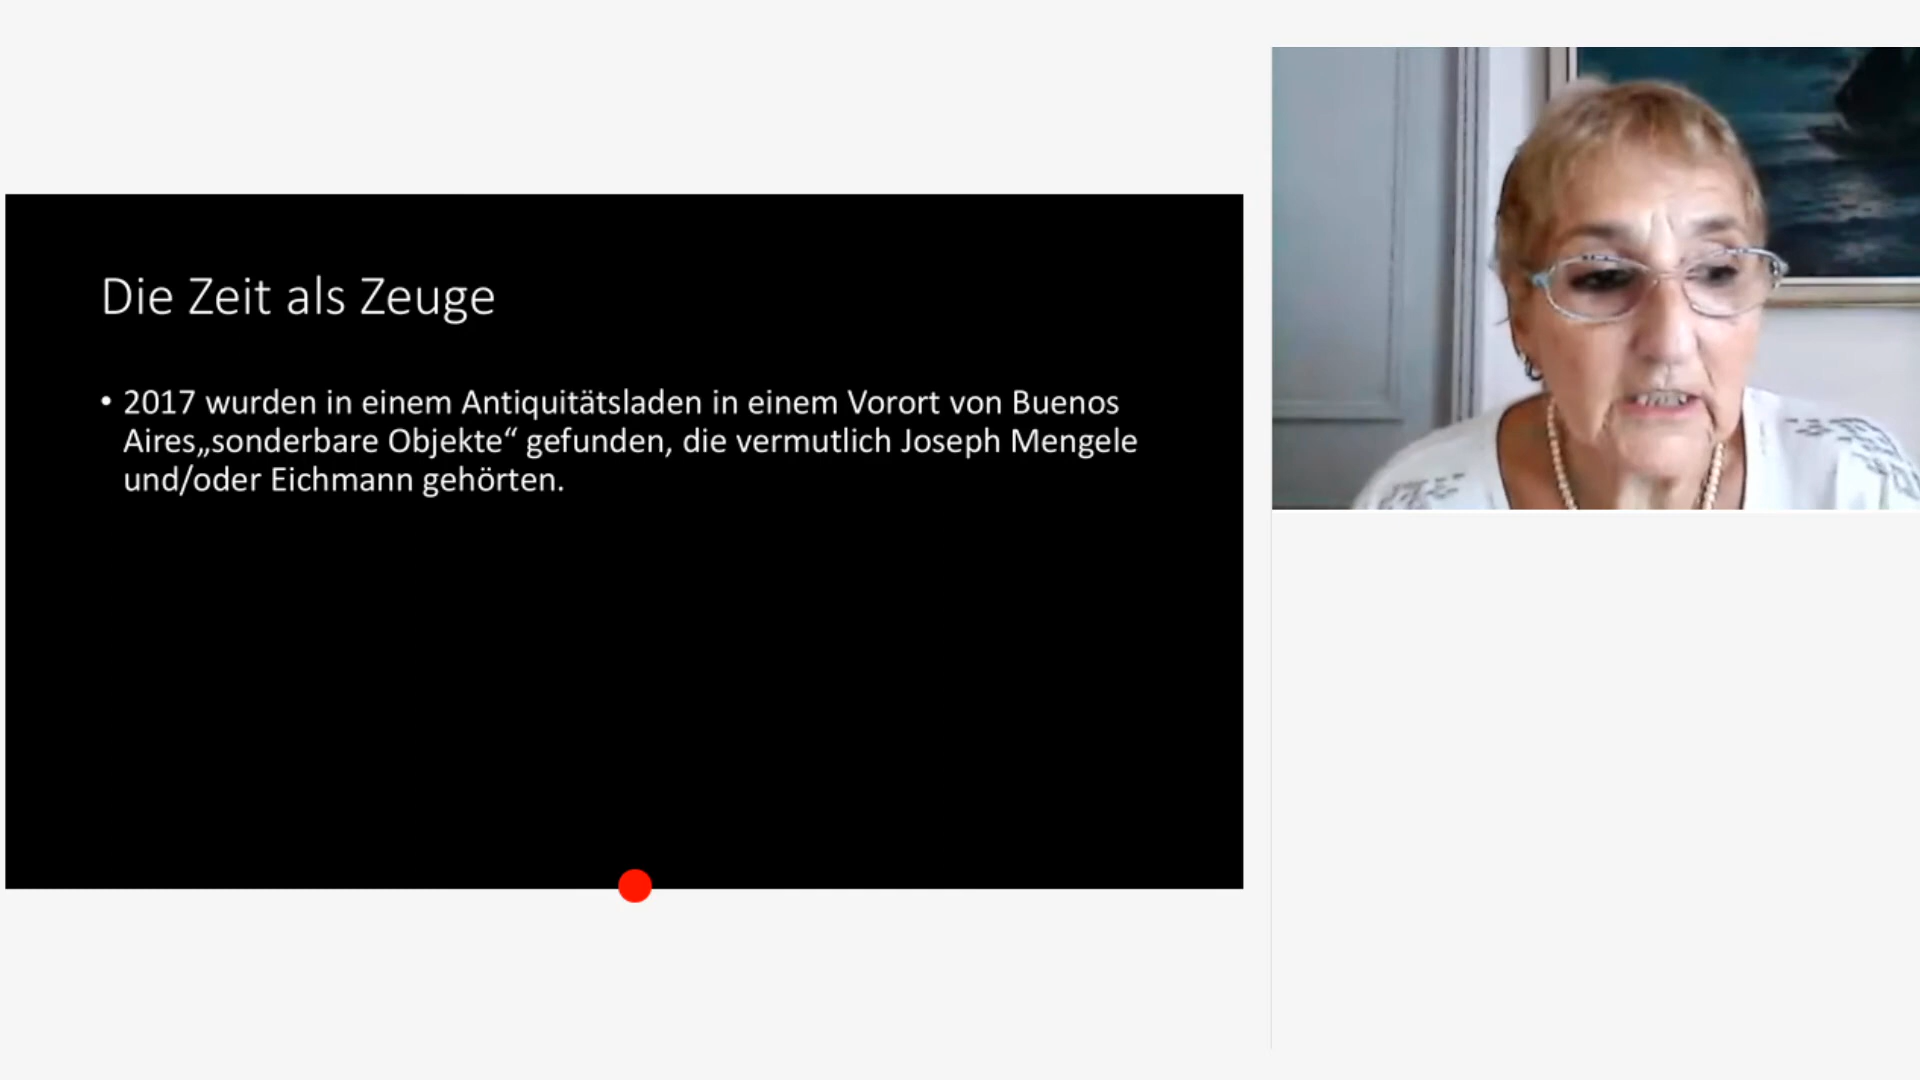 Die Zeit als Zeuge
• 2017 wurden in einem Antiquitätsladen in einem Vorort von Buenos
Aires„sonderbare Objekte“ gefunden, die vermutlich Joseph Mengele
und/oder Eichmann gehörten.